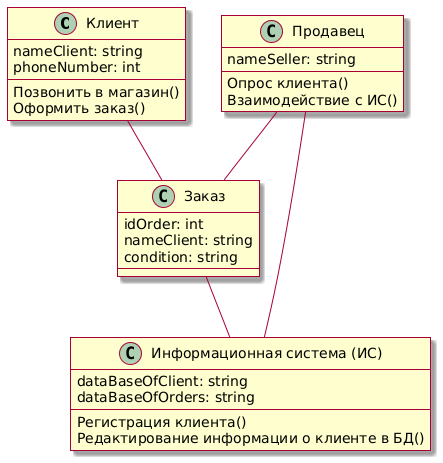 C Клиент
nameClient: string
phoneNumber: int
Позвонить в магазин()
Оформить заказ()
C Продавец
nameSeller: string
Опрос клиента()
Взаимодействие с ИС()
C Заказ
idOrder: int
nameClient: string
condition: string
C Информационная система (ИС)
dataBaseOfClient: string
dataBaseOfOrders: string
Регистрация клиента()
Редактирование информации о клиенте в БД()